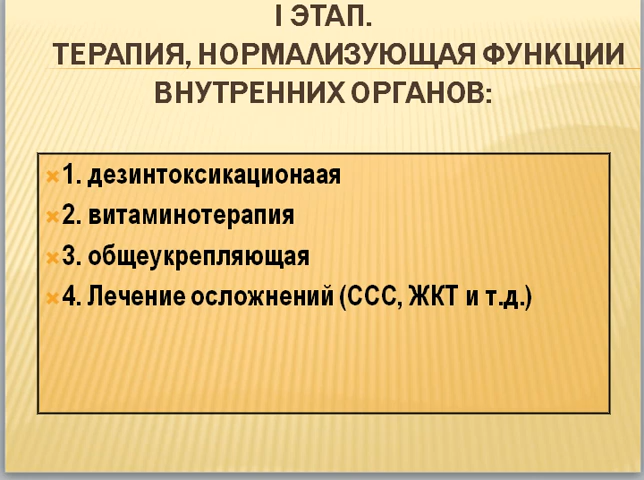 I ЭТАП.
ТЕРАПИЯ, НОРМАЛИЗУЮЩАЯ ФУНКЦИИ
ВНУТРЕННИХ ОРГАНОВ:
1. дезинтоксикационаая
2. витаминотерапия
3. общеукрепляющая
4. Лечение осложнений (ССС, ЖКТ и т.д.)